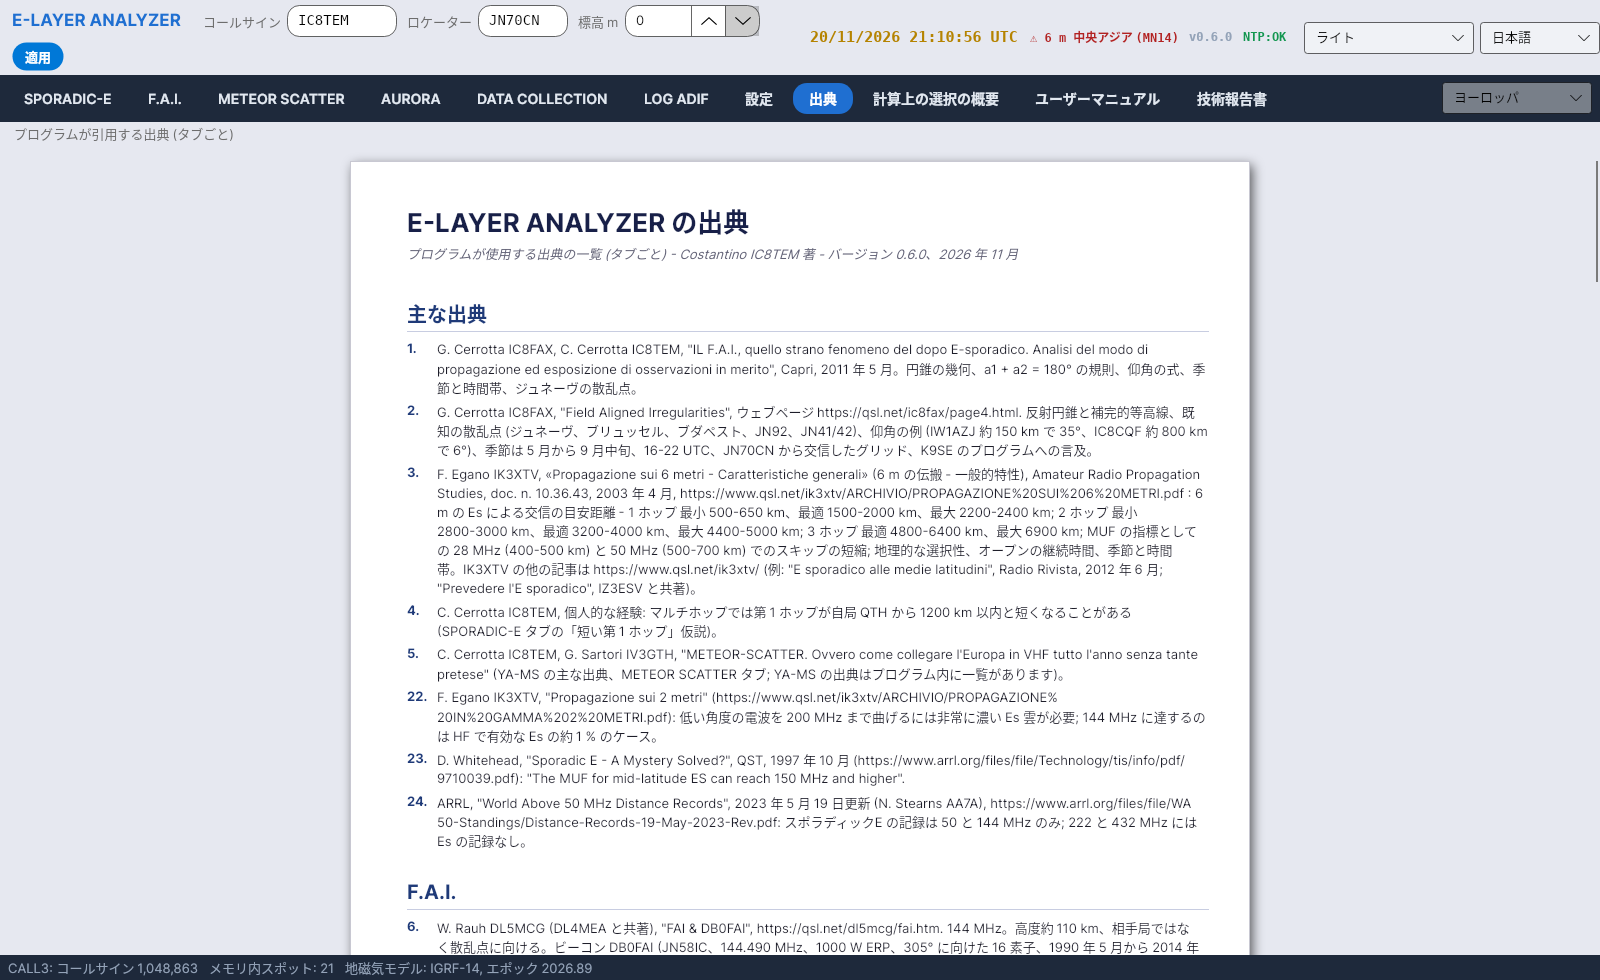 E-LAYER ANALYZER コールサイン IC8TEM ロケーター JN70CN 標高 m 0
20/11/2026 21:10:56 UTC ⚠ 6 m 中央アジア (MN14) v0.6.0 NTP:OK ライト 日本語
適用
SPORADIC-E F.A.I. METEOR SCATTER AURORA DATA COLLECTION LOG ADIF 設定 出典 計算上の選択の概要 ユーザーマニュアル 技術報告書 ヨーロッパ
プログラムが引用する出典 (タブごと)
E-LAYER ANALYZER の出典
プログラムが使用する出典の一覧 (タブごと) - Costantino IC8TEM 著 - バージョン 0.6.0、2026 年 11 月
主な出典
1. G. Cerrotta IC8FAX, C. Cerrotta IC8TEM, "IL F.A.I., quello strano fenomeno del dopo E-sporadico. Analisi del modo di
propagazione ed esposizione di osservazioni in merito", Capri, 2011 年 5 月。円錐の幾何、a1 + a2 = 180° の規則、仰角の式、季
節と時間帯、ジュネーヴの散乱点。
2. G. Cerrotta IC8FAX, "Field Aligned Irregularities", ウェブページ https://qsl.net/ic8fax/page4.html. 反射円錐と補完的等高線、既
知の散乱点 (ジュネーヴ、ブリュッセル、ブダペスト、JN92、JN41/42)、仰角の例 (IW1AZJ 約 150 km で 35°、IC8CQF 約 800 km
で 6°)、季節は 5 月から 9 月中旬、16-22 UTC、JN70CN から交信したグリッド、K9SE のプログラムへの言及。
3. F. Egano IK3XTV, «Propagazione sui 6 metri - Caratteristiche generali» (6 m の伝搬 - 一般的特性), Amateur Radio Propagation
Studies, doc. n. 10.36.43, 2003 年 4 月, https://www.qsl.net/ik3xtv/ARCHIVIO/PROPAGAZIONE%20SUI%206%20METRI.pdf : 6
m の Es による交信の目安距離 - 1 ホップ 最小 500-650 km、最適 1500-2000 km、最大 2200-2400 km; 2 ホップ 最小
2800-3000 km、最適 3200-4000 km、最大 4400-5000 km; 3 ホップ 最適 4800-6400 km、最大 6900 km; MUF の指標として
の 28 MHz (400-500 km) と 50 MHz (500-700 km) でのスキップの短縮; 地理的な選択性、オープンの継続時間、季節と時間
帯。IK3XTV の他の記事は https://www.qsl.net/ik3xtv/ (例: "E sporadico alle medie latitudini", Radio Rivista, 2012 年 6 月;
"Prevedere l'E sporadico", IZ3ESV と共著)。
4. C. Cerrotta IC8TEM, 個人的な経験: マルチホップでは第 1 ホップが自局 QTH から 1200 km 以内と短くなることがある
(SPORADIC-E タブの「短い第 1 ホップ」仮説)。
5. C. Cerrotta IC8TEM, G. Sartori IV3GTH, "METEOR-SCATTER. Ovvero come collegare l'Europa in VHF tutto l'anno senza tante
pretese" (YA-MS の主な出典、METEOR SCATTER タブ; YA-MS の出典はプログラム内に一覧があります)。
22. F. Egano IK3XTV, "Propagazione sui 2 metri" (https://www.qsl.net/ik3xtv/ARCHIVIO/PROPAGAZIONE%
20IN%20GAMMA%202%20METRI.pdf): 低い角度の電波を 200 MHz まで曲げるには非常に濃い Es 雲が必要; 144 MHz に達するの
は HF で有効な Es の約 1 % のケース。
23. D. Whitehead, "Sporadic E - A Mystery Solved?", QST, 1997 年 10 月 (https://www.arrl.org/files/file/Technology/tis/info/pdf/
9710039.pdf): "The MUF for mid-latitude ES can reach 150 MHz and higher".
24. ARRL, "World Above 50 MHz Distance Records", 2023 年 5 月 19 日更新 (N. Stearns AA7A), https://www.arrl.org/files/file/WA
50-Standings/Distance-Records-19-May-2023-Rev.pdf: スポラディックE の記録は 50 と 144 MHz のみ; 222 と 432 MHz には
Es の記録なし。
F.A.I.
6. W. Rauh DL5MCG (DL4MEA と共著), "FAI & DB0FAI", https://qsl.net/dl5mcg/fai.htm. 144 MHz。高度約 110 km、相手局ではな
く散乱点に向ける。ビーコン DB0FAI (JN58IC、144.490 MHz、1000 W ERP、305° に向けた 16 素子、1990 年 5 月から 2014 年
CALL3: コールサイン 1,048,863 メモリ内スポット: 21 地磁気モデル: IGRF-14, エポック 2026.89